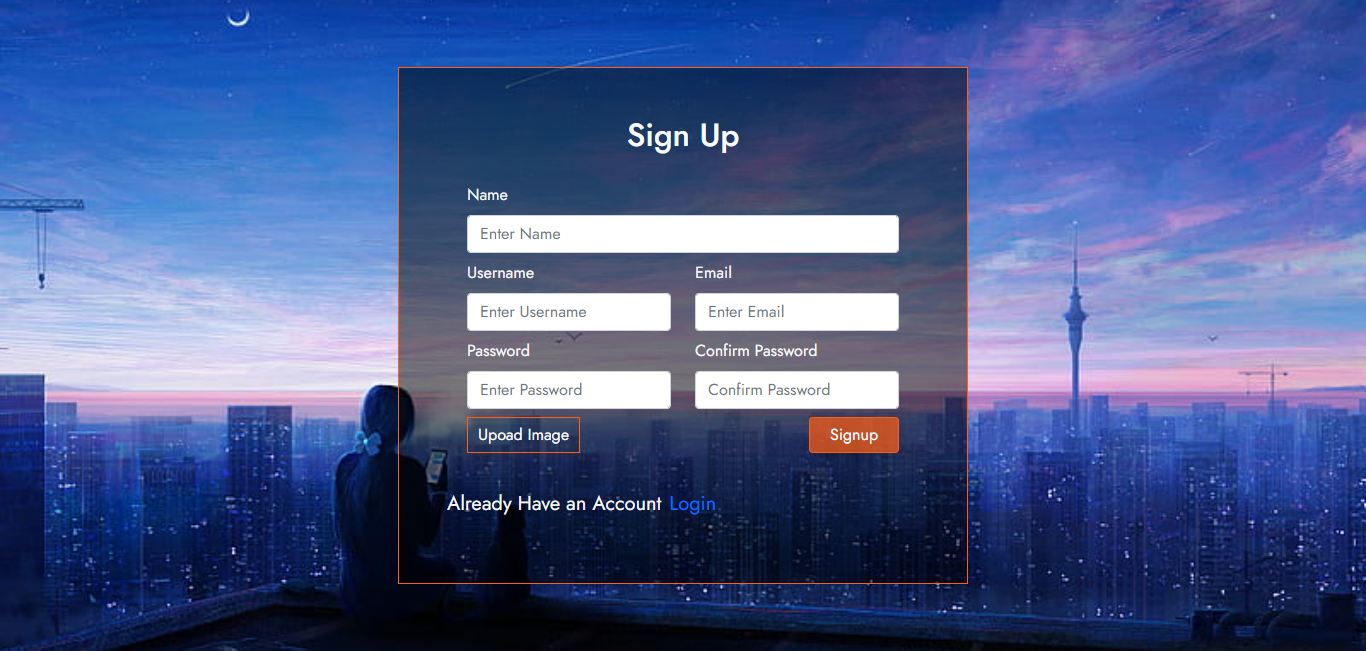 Sign Up
Name
Enter Name
Username Email
Enter Username Enter Email
Password Confirm Password
Enter Password Confirm Password
Upoad Image Signup
Already Have an Account Login